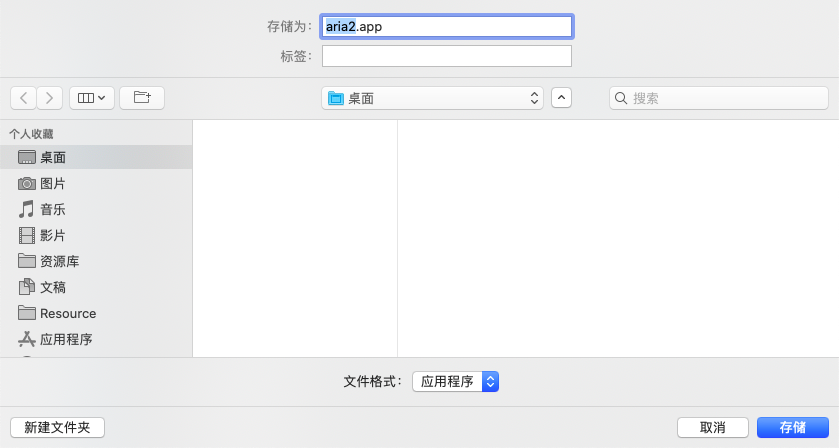 存储为：
aria2.app
标签：
桌面
搜索
个人收藏
桌面
图片
音乐
影片
资源库
文稿
Resource
应用程序
文件格式：
应用程序
新建文件夹
取消
存储